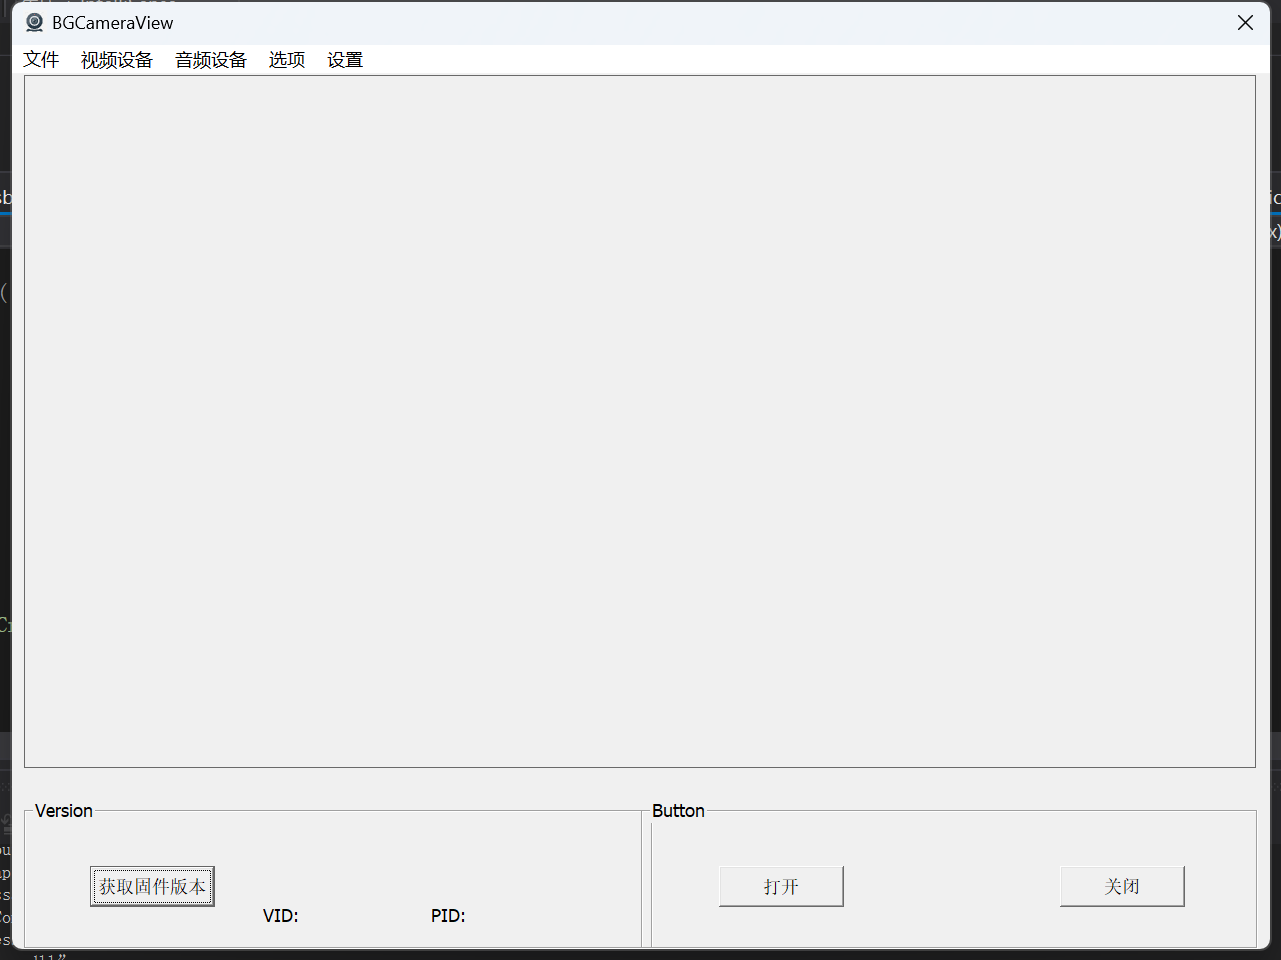 BGCameraView
文件 视频设备 音频设备 选项 设置
Version
Button
获取固件版本
打开
关闭
VID:
PID: